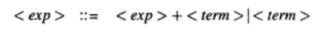 < exp > ::= < exp > + < term > | < term >